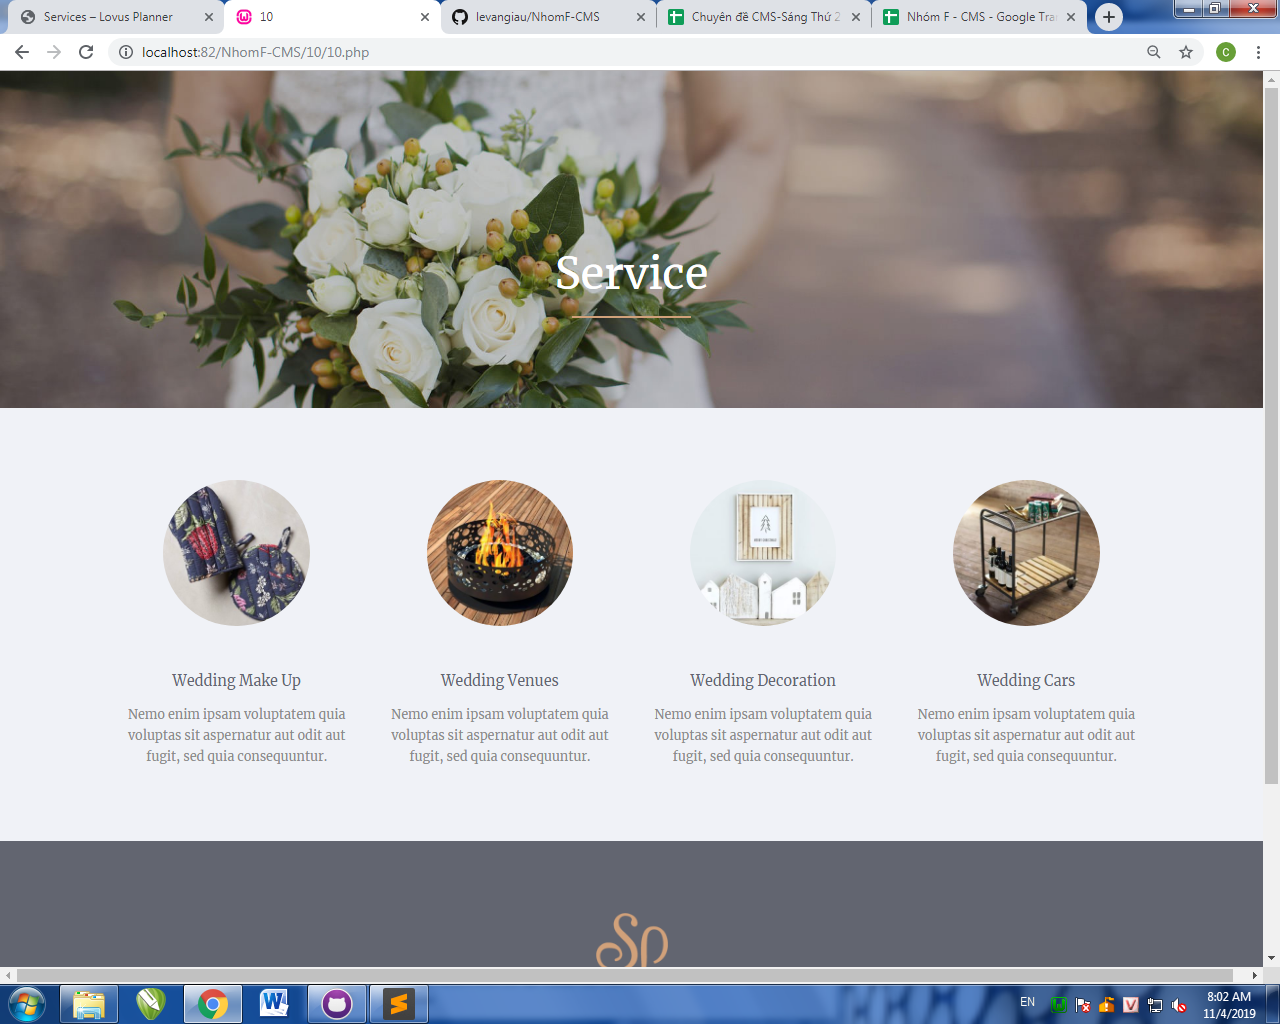 Services – Lovus Planner
10
levangiau/NhomF-CMS
Chuyên đề CMS-Sáng Thứ 2
Nhóm F - CMS - Google Tra
localhost:82/NhomF-CMS/10/10.php
C
Service
Wedding Make Up
Nemo enim ipsam voluptatem quia
voluptas sit aspernatur aut odit aut
fugit, sed quia consequuntur.
Wedding Venues
Nemo enim ipsam voluptatem quia
voluptas sit aspernatur aut odit aut
fugit, sed quia consequuntur.
Wedding Decoration
Nemo enim ipsam voluptatem quia
voluptas sit aspernatur aut odit aut
fugit, sed quia consequuntur.
Wedding Cars
Nemo enim ipsam voluptatem quia
voluptas sit aspernatur aut odit aut
fugit, sed quia consequuntur.
Sp
EN
8:02 AM
11/4/2019